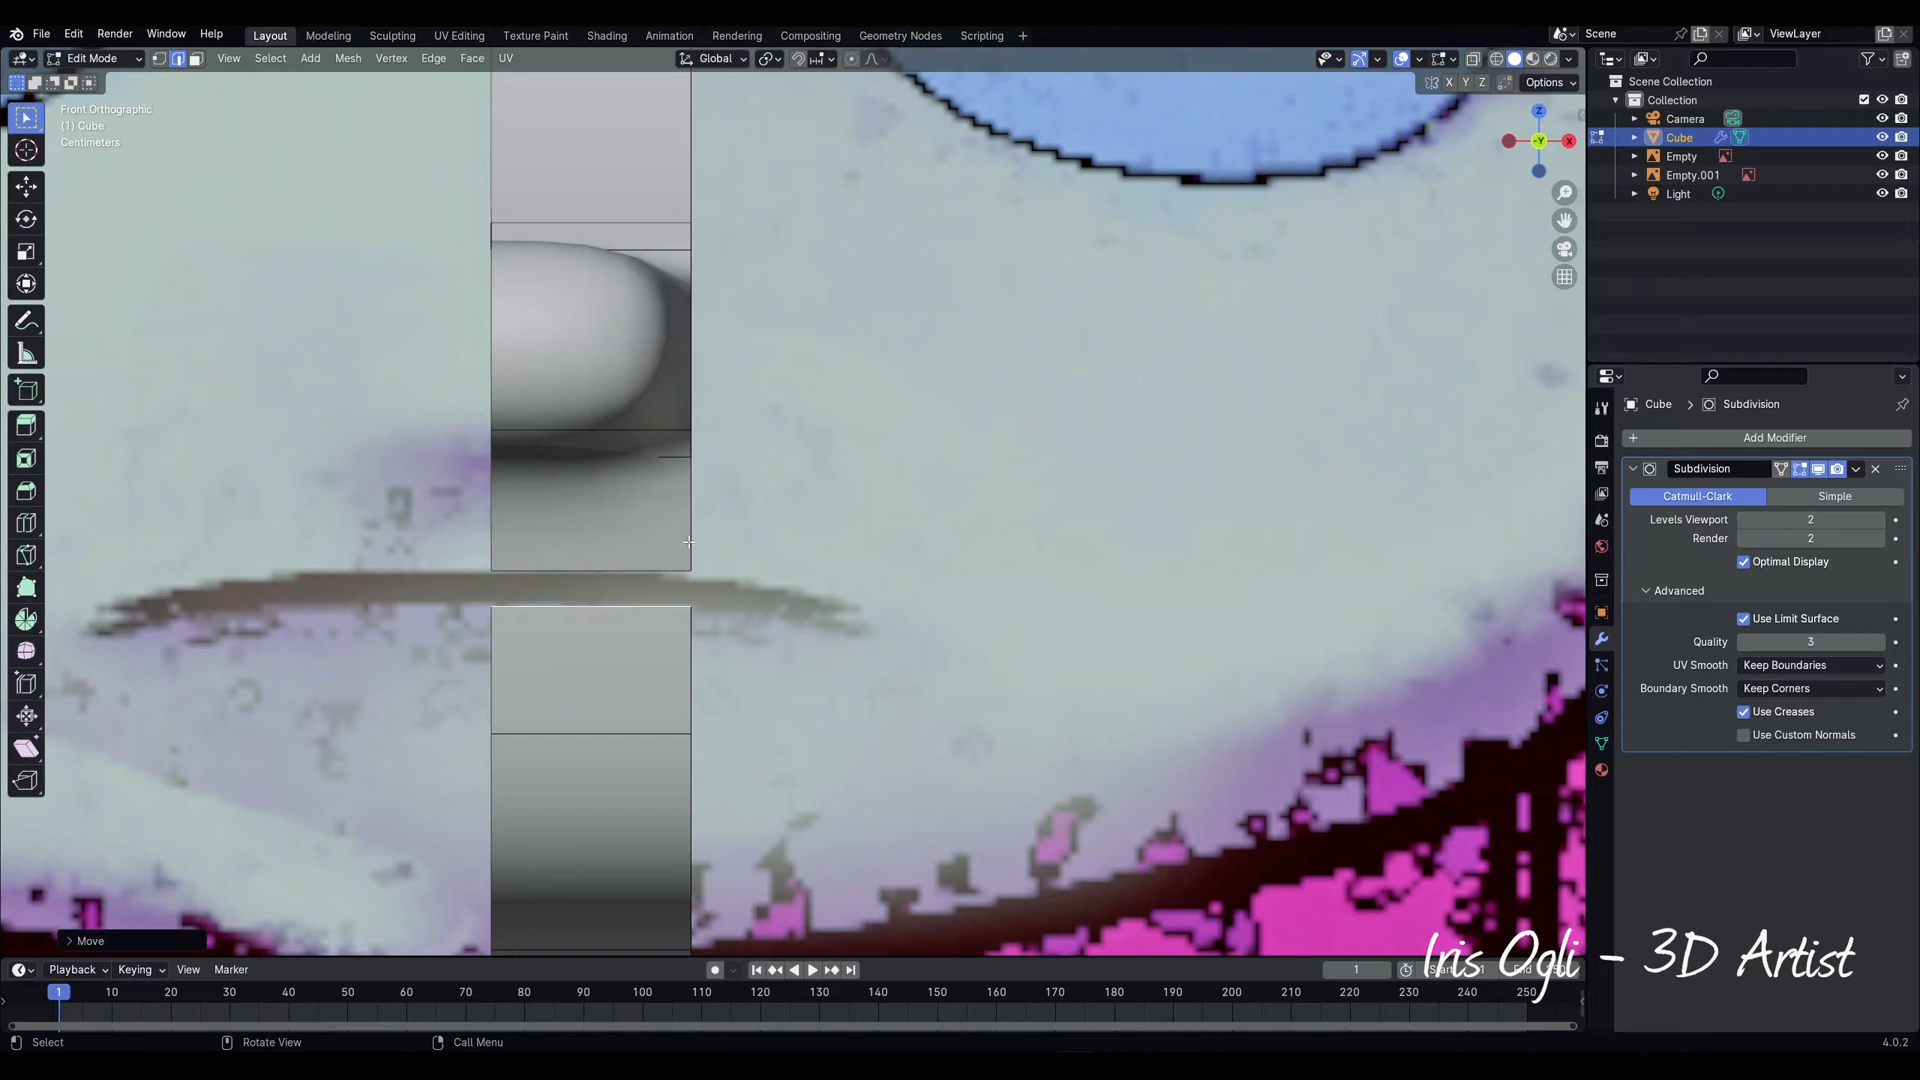 File Edit Render Window Help Layout Modeling Sculpting UV Editing Texture Paint Shading Animation Rendering Compositing Geometry Nodes Scripting Scene ViewLayer
Edit Mode View Select Add Mesh Vertex Edge Face UV Global
X Y Z Options
Front Orthographic
(1) Cube
Centimeters
Z
-Y
X
Scene Collection
Collection
Camera
Cube
Empty
Empty.001
Light
Cube > Subdivision
Add Modifier
Subdivision
Catmull-Clark Simple
Levels Viewport 2
Render 2
Optimal Display
Advanced
Use Limit Surface
Quality 3
UV Smooth Keep Boundaries
Boundary Smooth Keep Corners
Use Creases
Use Custom Normals
Move
Iris Ogli - 3D Artist
Playback Keying View Marker 1 End
1 10 20 30 40 50 60 70 80 90 100 110 120 130 140 150 160 170 180 190 200 210 220 230 240 250
Select Rotate View Call Menu 4.0.2